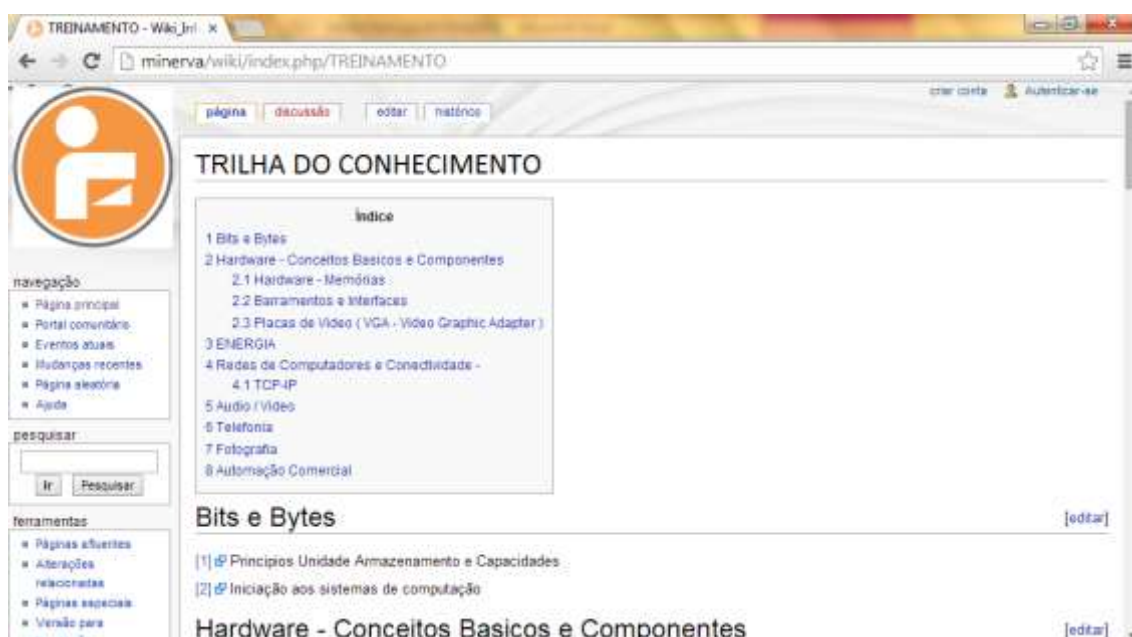 TREINAMENTO - Wiki_Inf
minerva/wiki/index.php/TREINAMENTO
criar conta Autenticar-se
página discussão editar histórico
TRILHA DO CONHECIMENTO
Índice
1 Bits e Bytes
2 Hardware - Conceitos Basicos e Componentes
2.1 Hardware - Memórias
2.2 Barramentos e Interfaces
2.3 Placas de Video ( VGA - Video Graphic Adapter )
3 ENERGIA
4 Redes de Computadores e Conectividade -
4.1 TCP-IP
5 Audio / Video
6 Telefonia
7 Fotografia
8 Automação Comercial
navegação
Página principal
Portal comunitário
Eventos atuais
Mudanças recentes
Página aleatória
Ajuda
pesquisar
Ir Pesquisar
ferramentas
Páginas afluentes
Alterações
relacionadas
Páginas especiais
Versão para
Bits e Bytes [editar]
[1] Principios Unidade Armazenamento e Capacidades
[2] Iniciação aos sistemas de computação
Hardware - Conceitos Basicos e Componentes [editar]